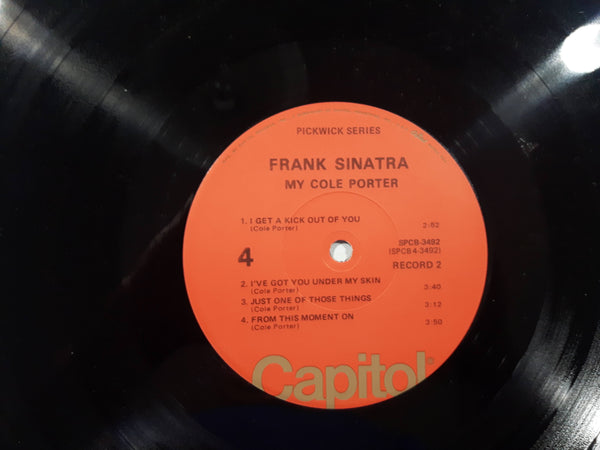 PICKWICK SERIES
FRANK SINATRA
MY COLE PORTER
1. I GET A KICK OUT OF YOU 2:52
(Cole Porter)
4
SPCB-3492
(SPCB 4-3492)
RECORD 2
2. I'VE GOT YOU UNDER MY SKIN 3:40
(Cole Porter)
3. JUST ONE OF THOSE THINGS 3:12
(Cole Porter)
4. FROM THIS MOMENT ON 3:50
(Cole Porter)
Capitol